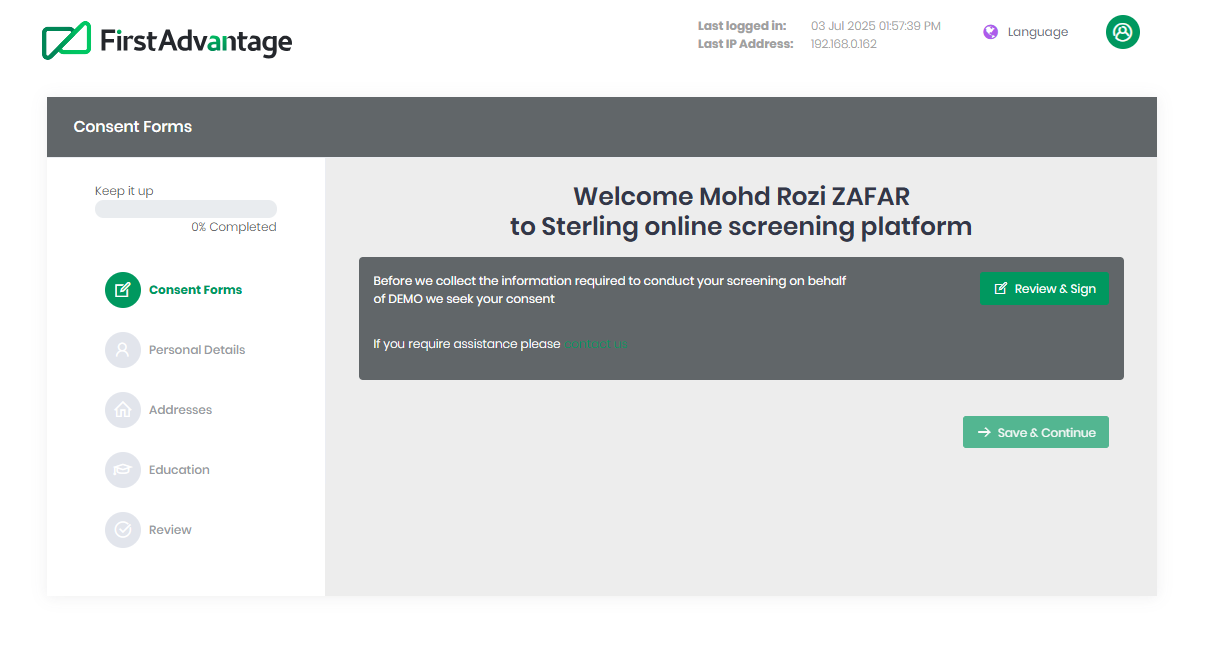 FirstAdvantage
Last logged in: 03 Jul 2025 01:57:39 PM
Last IP Address: 192.168.0.162
Language
Consent Forms
Keep it up
0% Completed
Consent Forms
Personal Details
Addresses
Education
Review
Welcome Mohd Rozi ZAFAR
to Sterling online screening platform
Before we collect the information required to conduct your screening on behalf
of DEMO we seek your consent
Review & Sign
If you require assistance please
Save & Continue